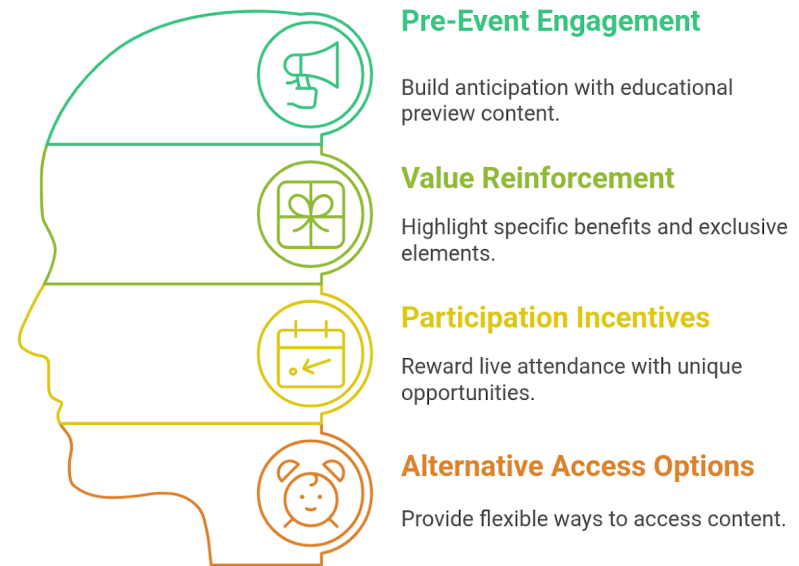 Pre-Event Engagement
Build anticipation with educational
preview content.
Value Reinforcement
Highlight specific benefits and exclusive
elements.
Participation Incentives
Reward live attendance with unique
opportunities.
Alternative Access Options
Provide flexible ways to access content.